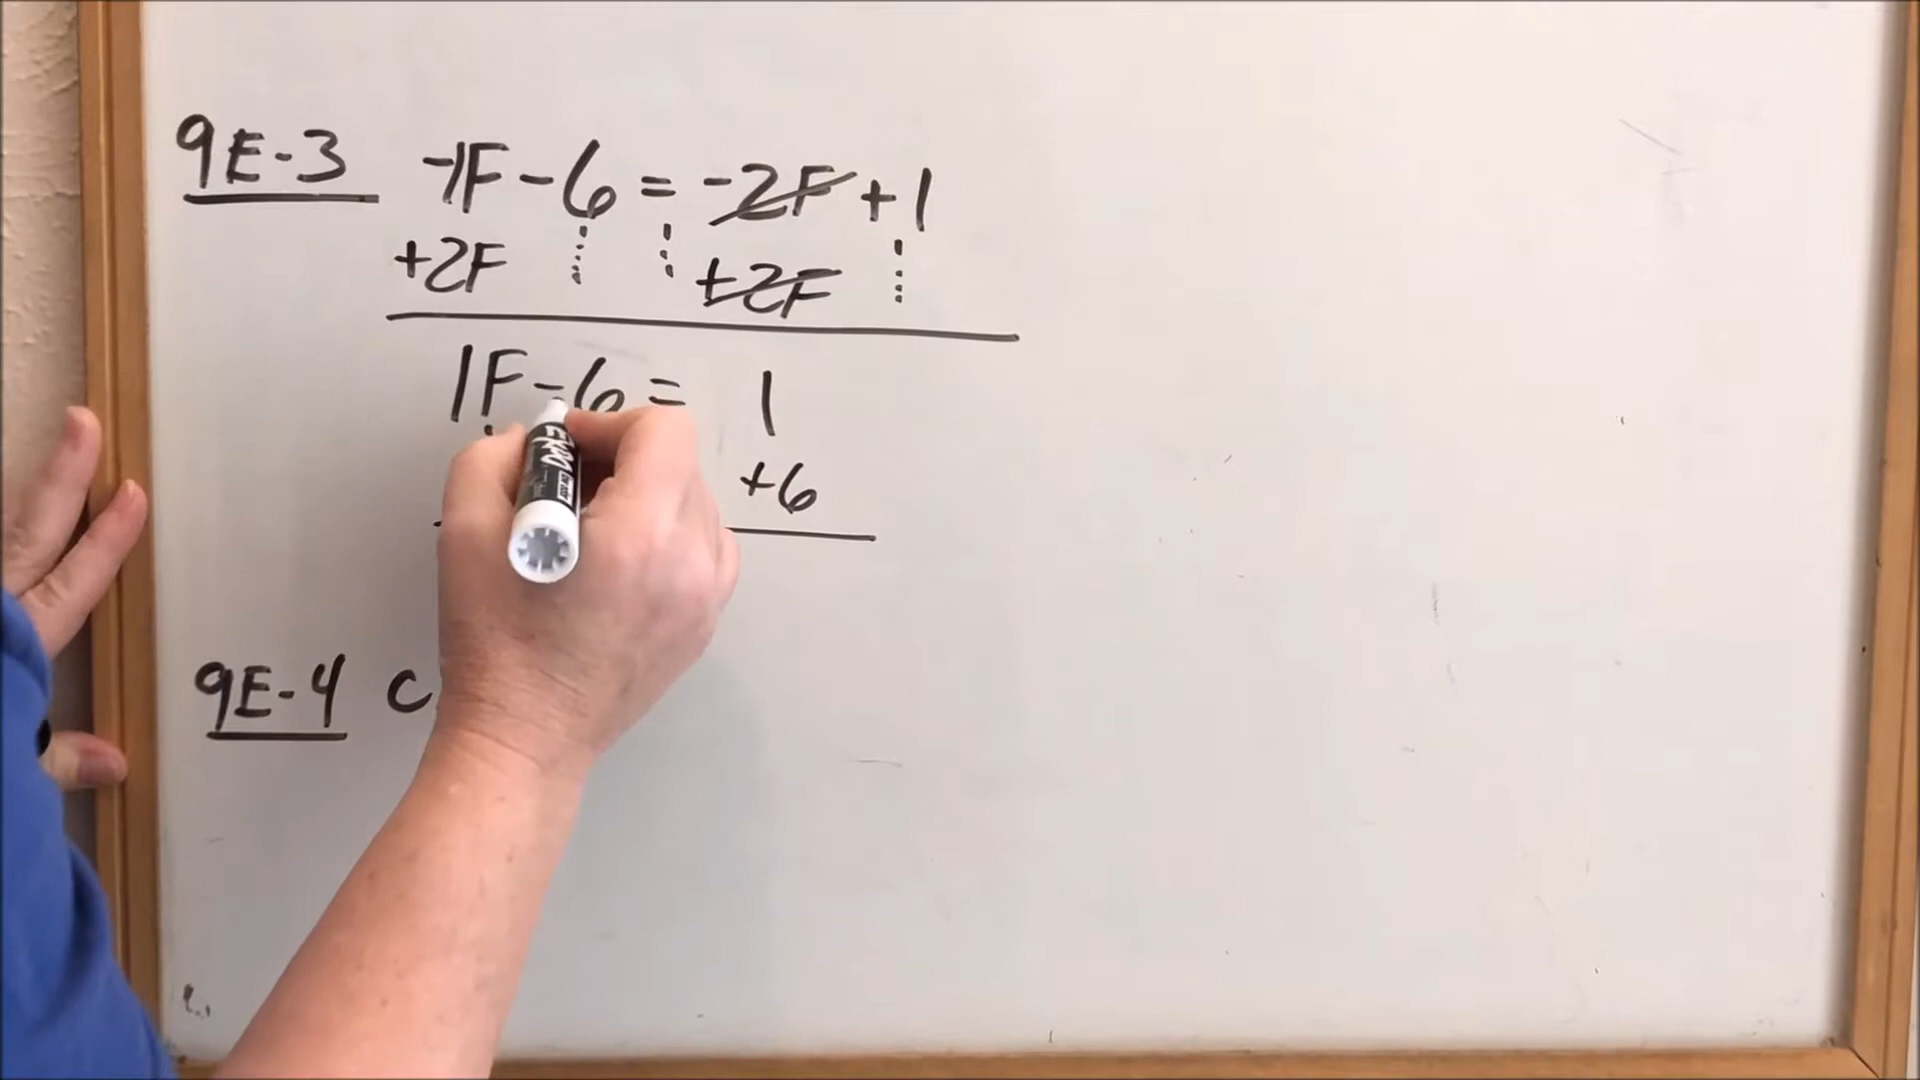 9E-3 -1F-6 = -2F +1
+2F +2F
1F-6 = 1
+6
9E-4 C
EXPO